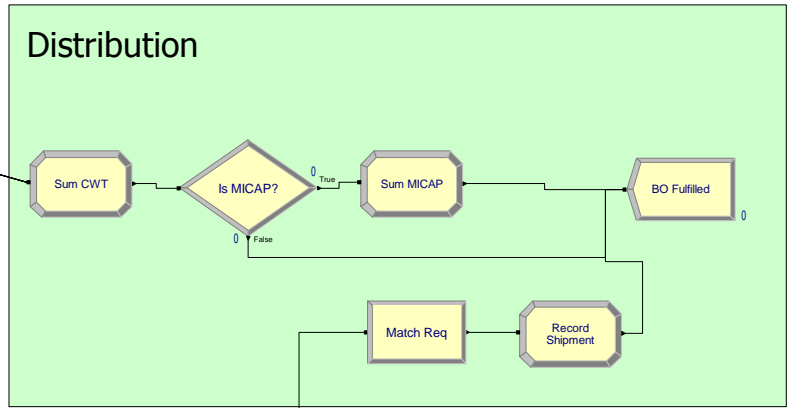 Distribution
Sum CWT
Is MICAP?
0
True
Sum MICAP
BO Fulfilled
0
0
False
Match Req
Record
Shipment